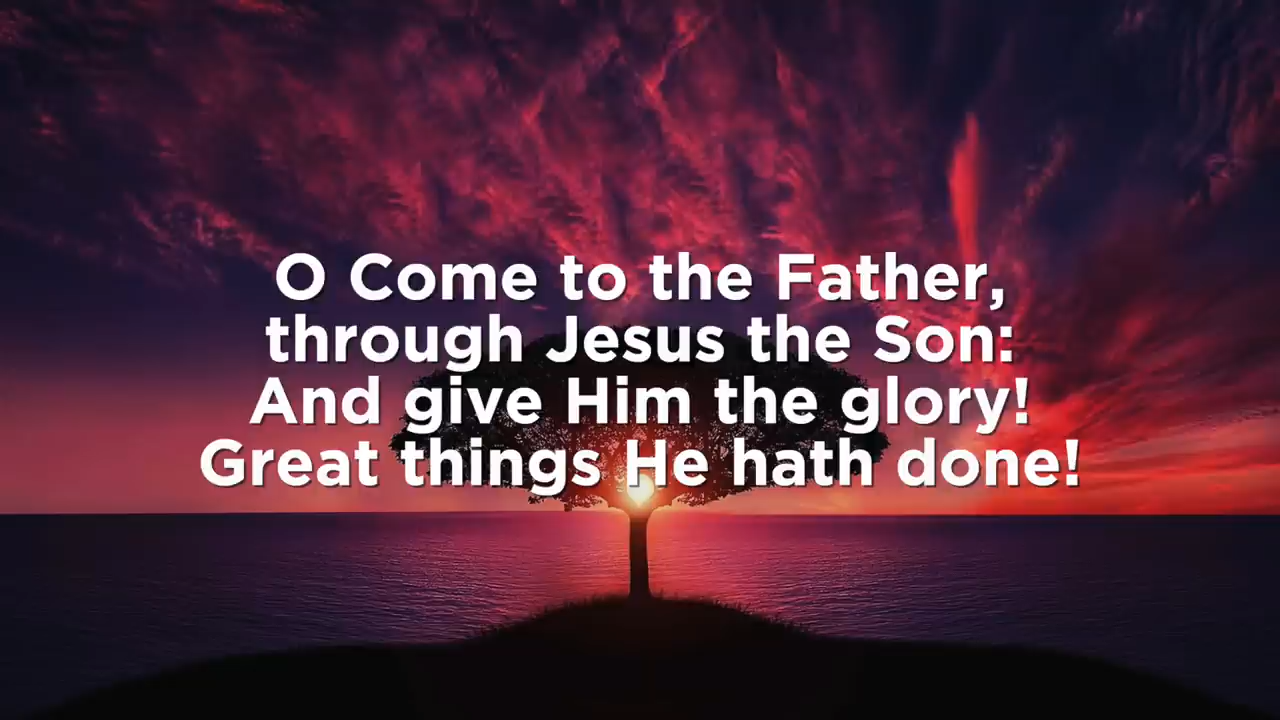 O Come to the Father,
through Jesus the Son:
And give Him the glory!
Great things He hath done!